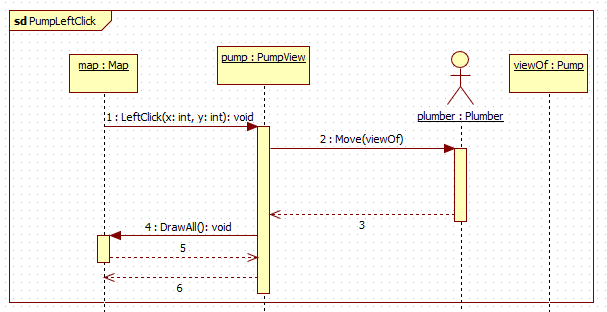 sd PumpLeftClick
map : Map
pump : PumpView
plumber : Plumber
viewOf : Pump
1 : LeftClick(x: int, y: int): void
2 : Move(viewOf)
3
4 : DrawAll(): void
5
6